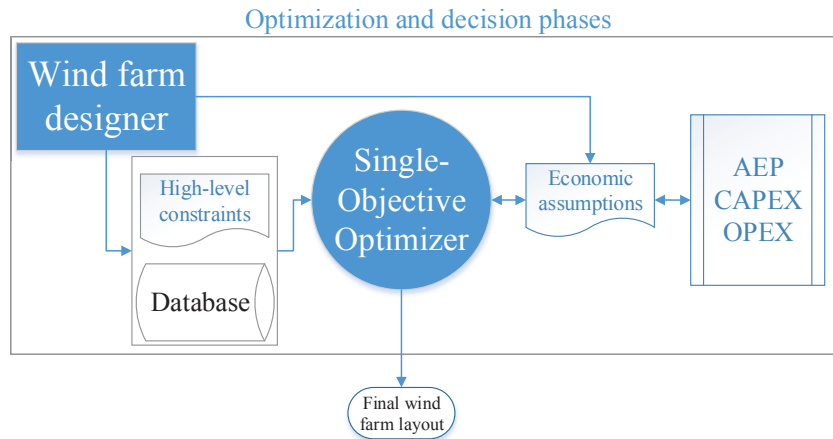 Optimization and decision phases
Wind farm
designer
High-level
constraints
Database
Single-
Objective
Optimizer
Economic
assumptions
AEP
CAPEX
OPEX
Final wind
farm layout